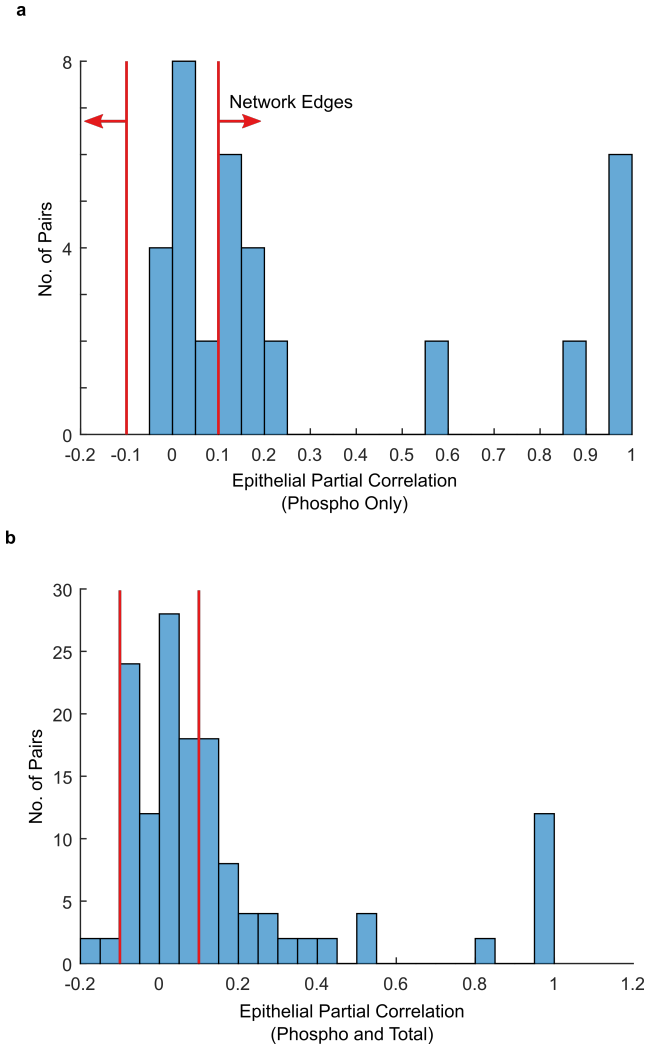 a
Network Edges
8
4
0
No. of Pairs
-0.2 -0.1 0 0.1 0.2 0.3 0.4 0.5 0.6 0.7 0.8 0.9 1
Epithelial Partial Correlation
(Phospho Only)
b
30
25
20
15
10
5
0
No. of Pairs
-0.2 0 0.2 0.4 0.6 0.8 1 1.2
Epithelial Partial Correlation
(Phospho and Total)